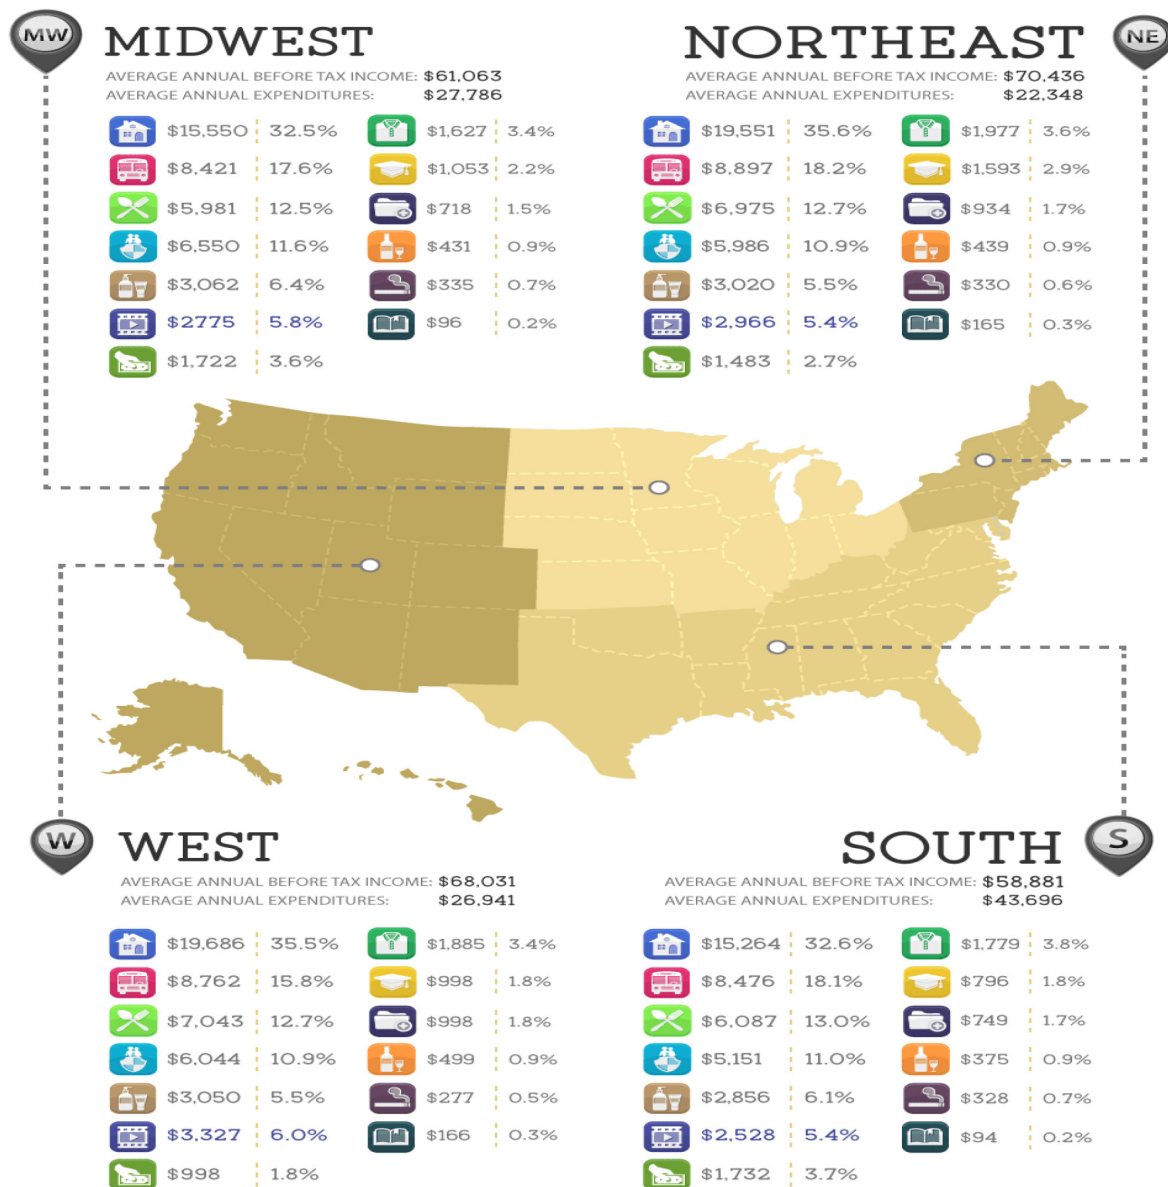 MW
MIDWEST
AVERAGE ANNUAL BEFORE TAX INCOME: $61,063
AVERAGE ANNUAL EXPENDITURES: $27,786
$15,550 32.5% $1,627 3.4%
$8,421 17.6% $1,053 2.2%
$5,981 12.5% $718 1.5%
$6,550 11.6% $431 0.9%
$3,062 6.4% $335 0.7%
$2775 5.8% $96 0.2%
$1,722 3.6%
NORTHEAST
NE
AVERAGE ANNUAL BEFORE TAX INCOME: $70,436
AVERAGE ANNUAL EXPENDITURES: $22,348
$19,551 35.6% $1,977 3.6%
$8,897 18.2% $1,593 2.9%
$6,975 12.7% $934 1.7%
$5,986 10.9% $439 0.9%
$3,020 5.5% $330 0.6%
$2,966 5.4% $165 0.3%
$1,483 2.7%
W
WEST
AVERAGE ANNUAL BEFORE TAX INCOME: $68,031
AVERAGE ANNUAL EXPENDITURES: $26,941
$19,686 35.5% $1,885 3.4%
$8,762 15.8% $998 1.8%
$7,043 12.7% $998 1.8%
$6,044 10.9% $499 0.9%
$3,050 5.5% $277 0.5%
$3,327 6.0% $166 0.3%
$998 1.8%
SOUTH
S
AVERAGE ANNUAL BEFORE TAX INCOME: $58,881
AVERAGE ANNUAL EXPENDITURES: $43,696
$15,264 32.6% $1,779 3.8%
$8,476 18.1% $796 1.8%
$6,087 13.0% $749 1.7%
$5,151 11.0% $375 0.9%
$2,856 6.1% $328 0.7%
$2,528 5.4% $94 0.2%
$1,732 3.7%